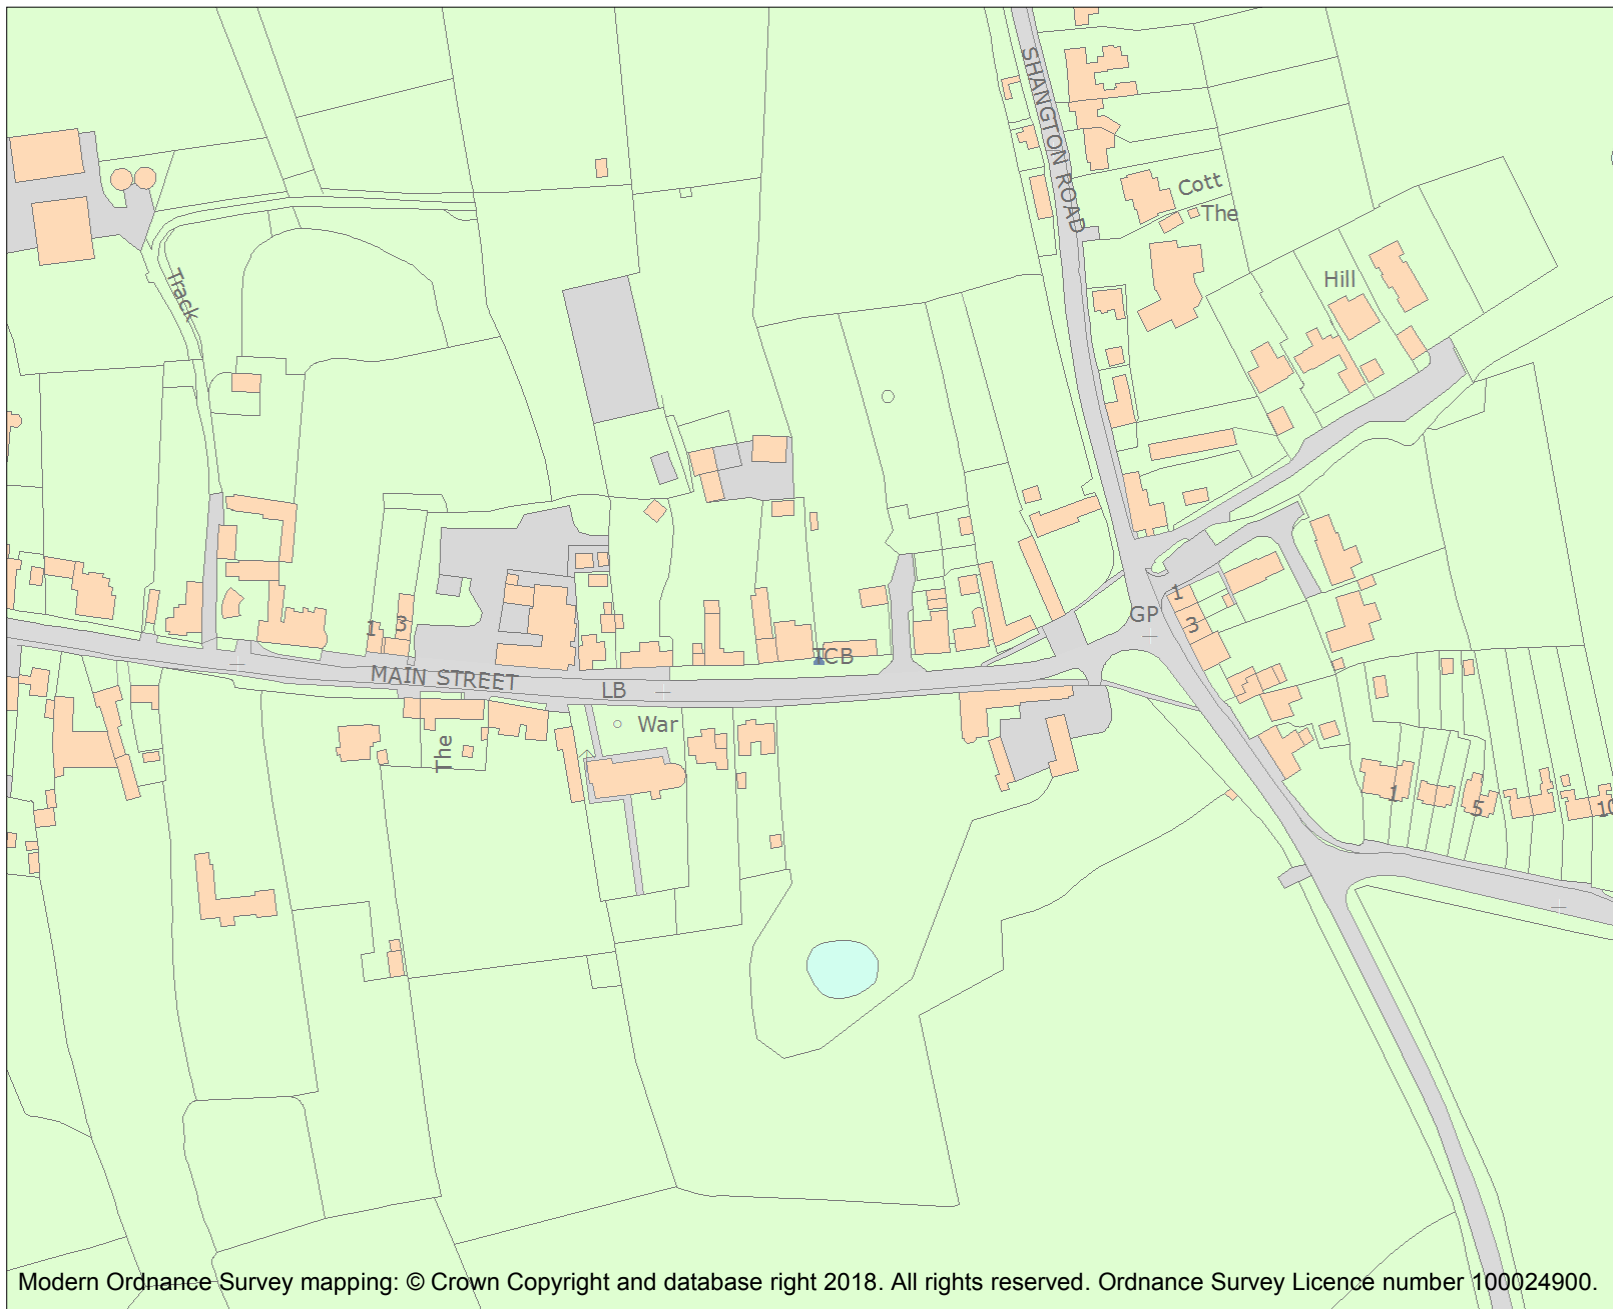 SHANGTON ROAD
Cott
The
Hill
Track
1
GP
3
1
3
TCB
MAIN STREET
LB
War
The
1
5
10
Modern Ordnance Survey mapping: © Crown Copyright and database right 2018. All rights reserved. Ordnance Survey Licence number 100024900.